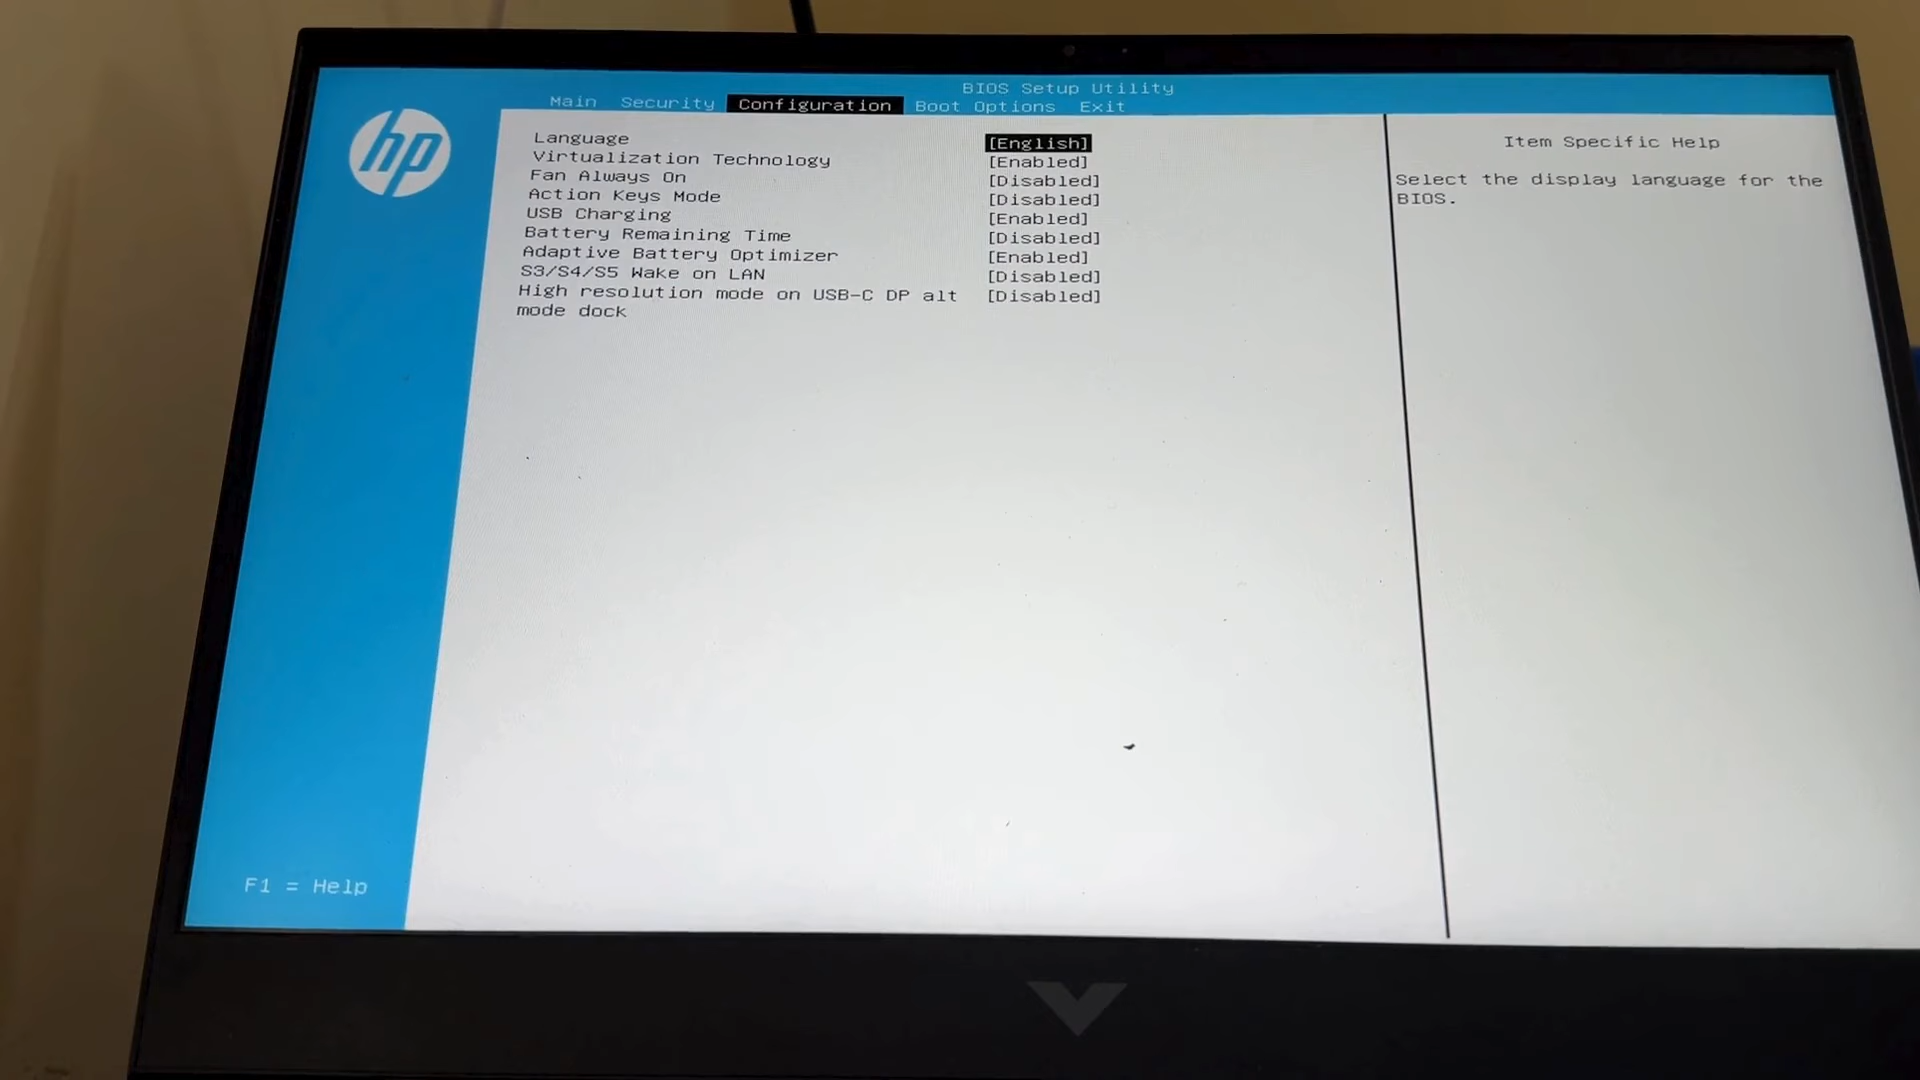 BIOS Setup Utility
Main Security Configuration Boot Options Exit
hp
Language [English]
Virtualization Technology [Enabled]
Fan Always On [Disabled]
Action Keys Mode [Disabled]
USB Charging [Enabled]
Battery Remaining Time [Disabled]
Adaptive Battery Optimizer [Enabled]
S3/S4/S5 Wake on LAN [Disabled]
High resolution mode on USB-C DP alt [Disabled]
mode dock
Item Specific Help
Select the display language for the
BIOS.
F1 = Help